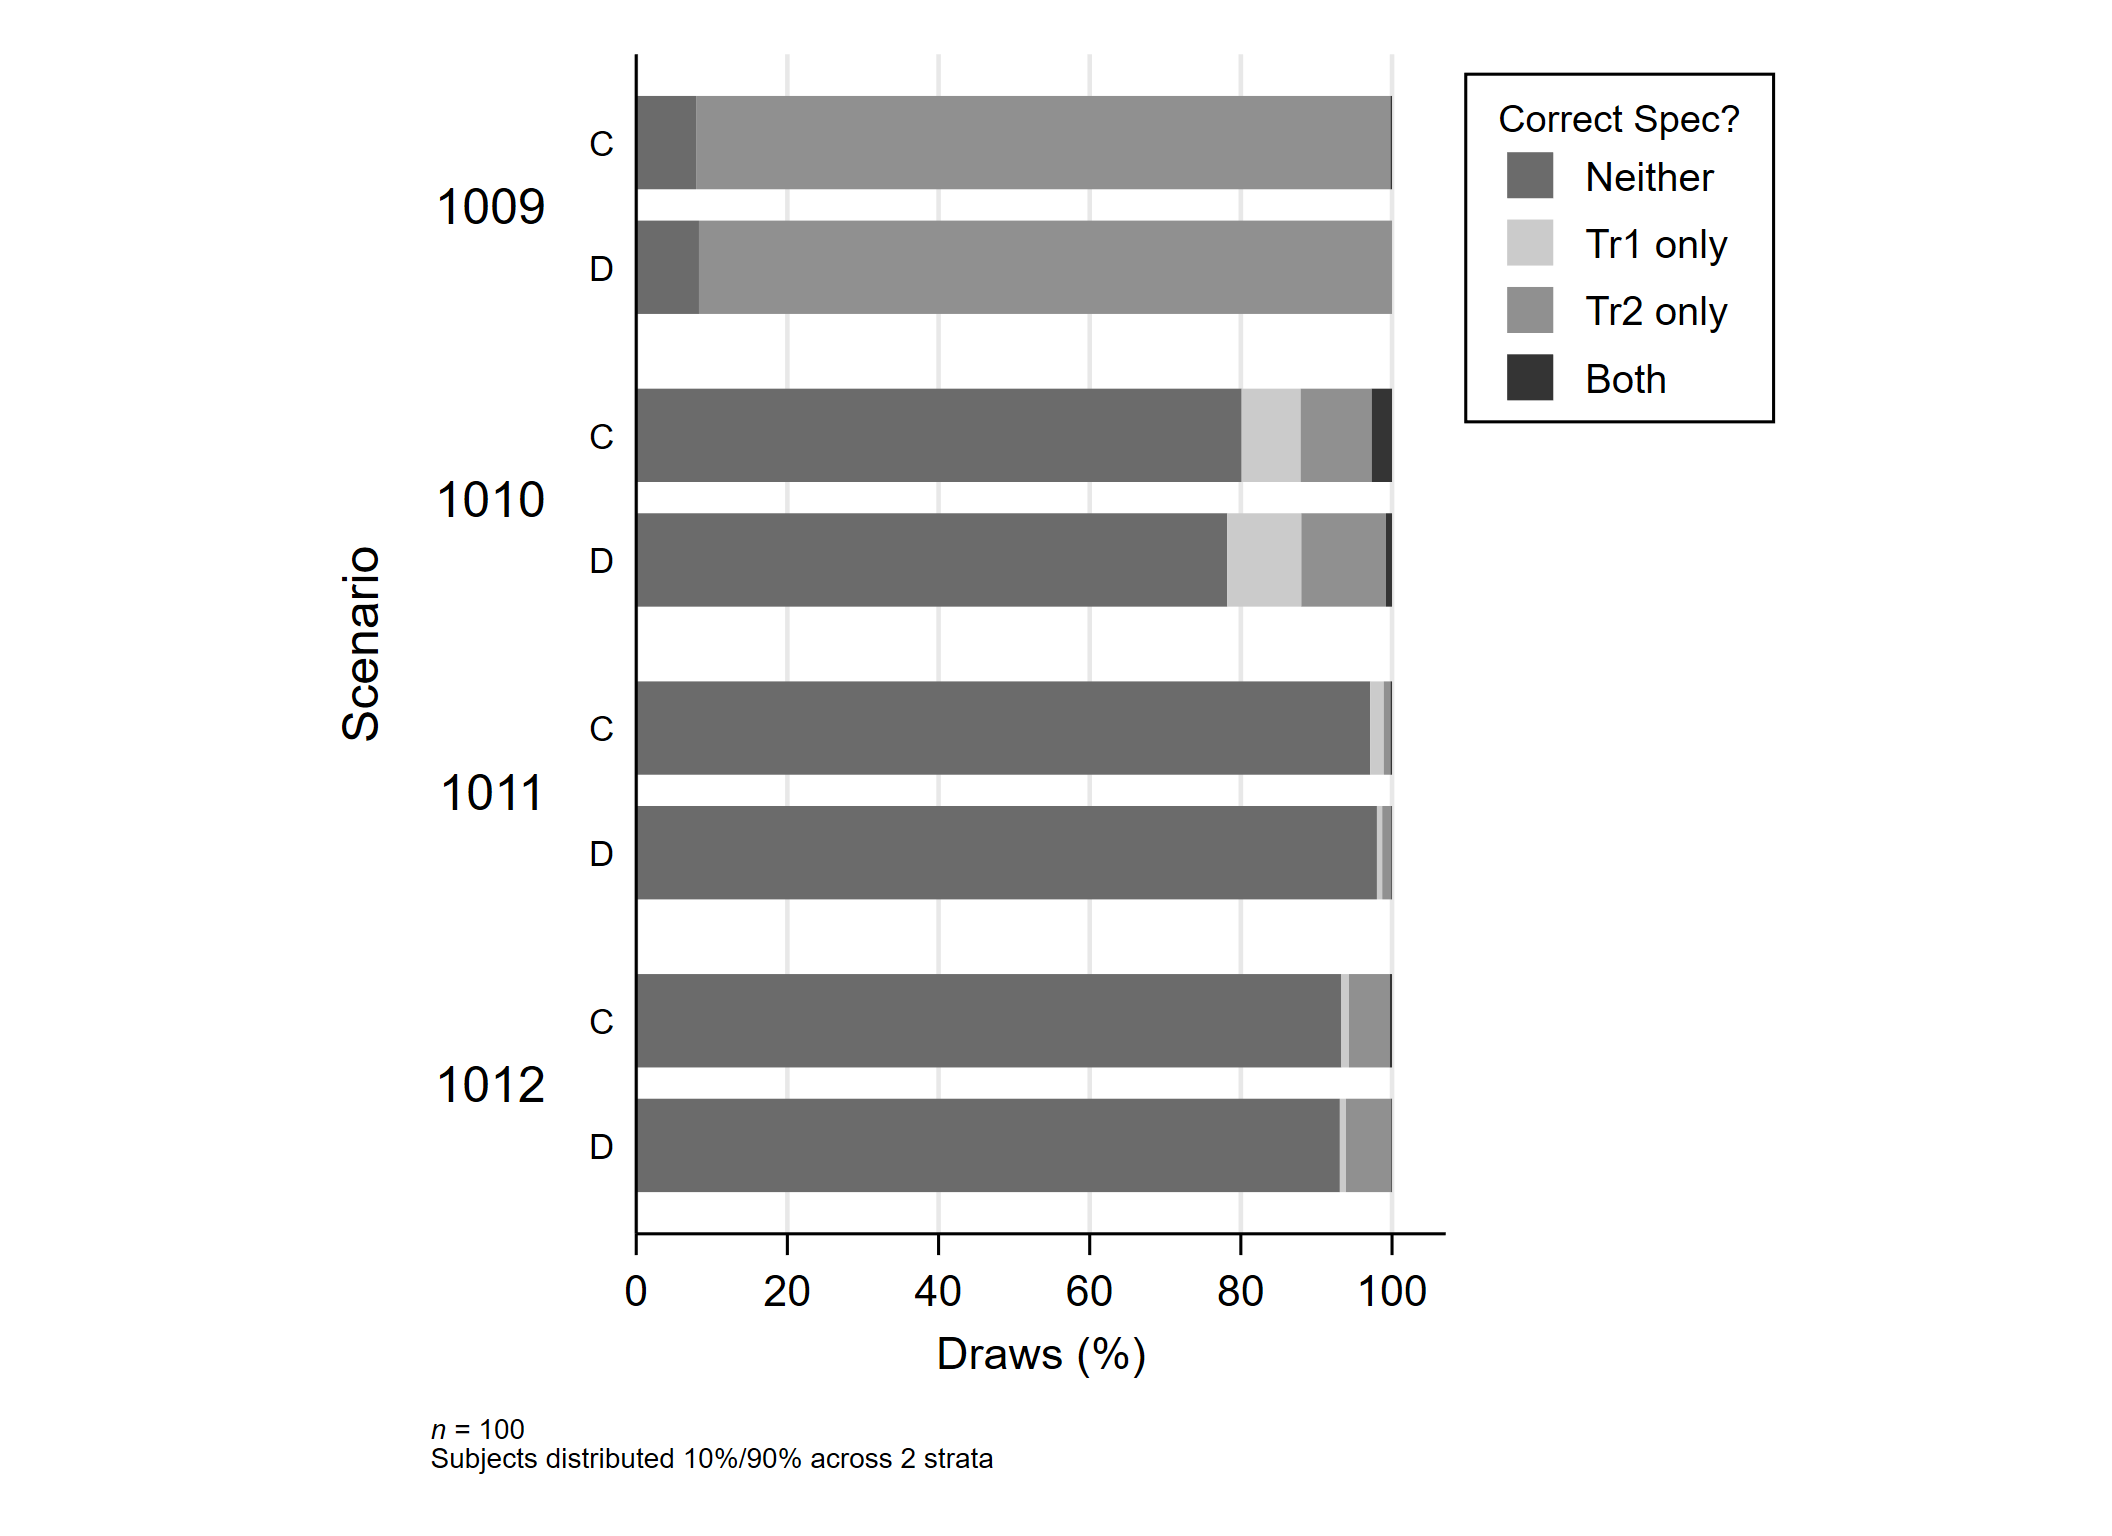 Correct Spec?
Neither
Tr1 only
Tr2 only
Both
Scenario
1009
C
D
1010
C
D
1011
C
D
1012
C
D
0 20 40 60 80 100
Draws (%)
n = 100
Subjects distributed 10%/90% across 2 strata